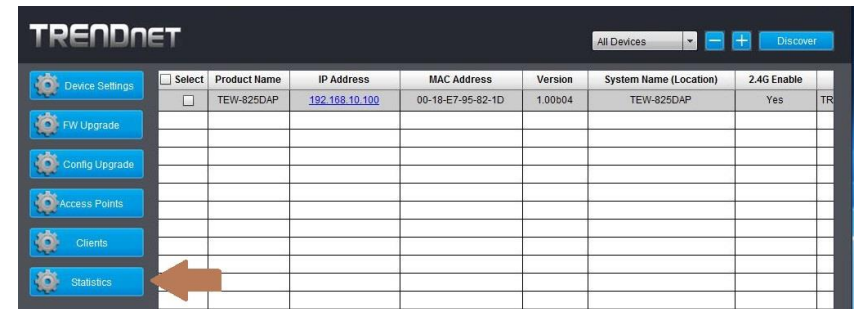 TRENDnet
All Devices
Discover
Device Settings
FW Upgrade
Config Upgrade
Access Points
Clients
Statistics
Select Product Name IP Address MAC Address Version System Name (Location) 2.4G Enable
TEW-825DAP 192.168.10.100 00-18-E7-95-82-1D 1.00b04 TEW-825DAP Yes TR